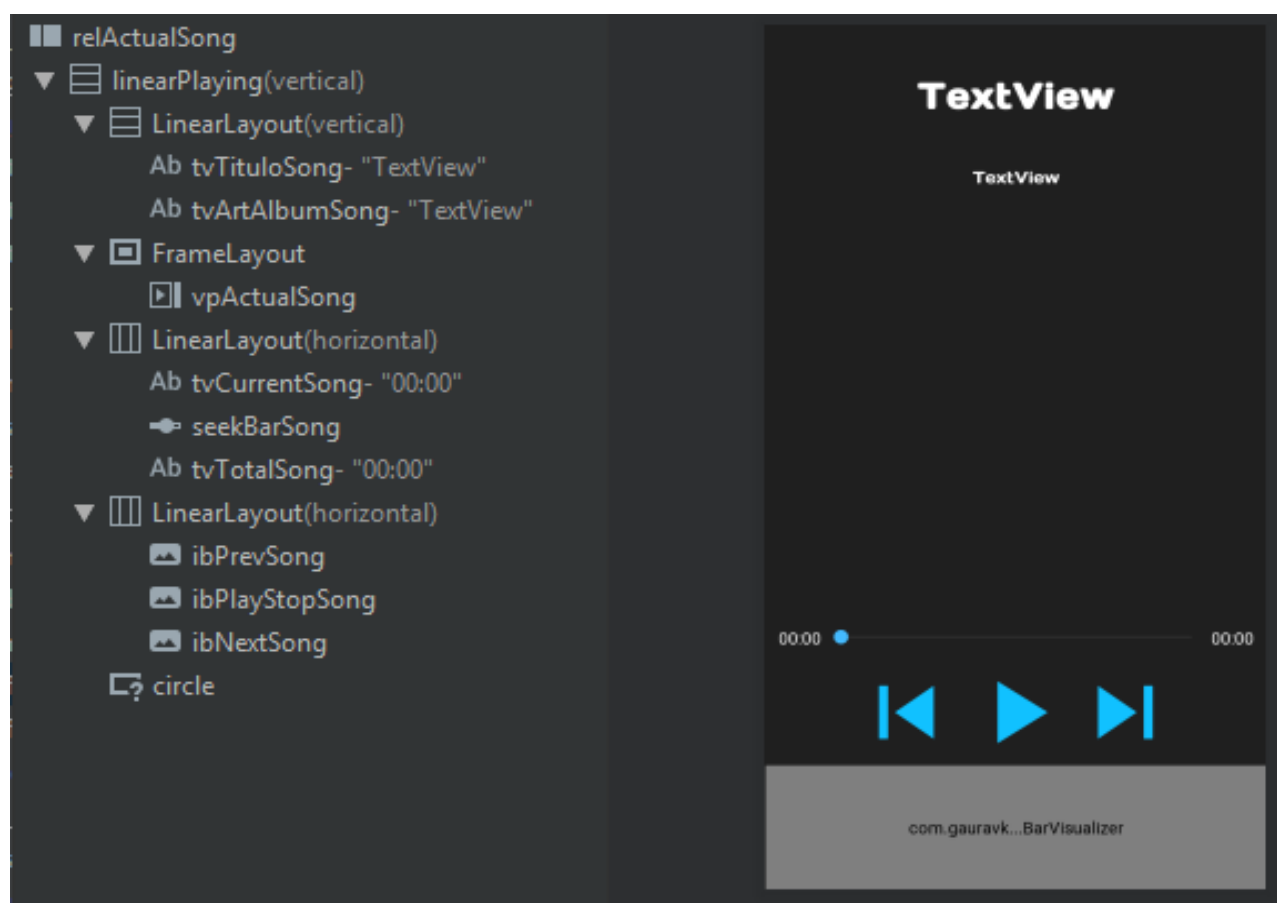 relActualSong
linearPlaying(vertical)
LinearLayout(vertical)
Ab tvTituloSong- "TextView"
Ab tvArtAlbumSong- "TextView"
FrameLayout
vpActualSong
LinearLayout(horizontal)
Ab tvCurrentSong- "00:00"
seekBarSong
Ab tvTotalSong- "00:00"
LinearLayout(horizontal)
ibPrevSong
ibPlayStopSong
ibNextSong
circle
TextView
TextView
00:00 00:00
com.gauravk...BarVisualizer